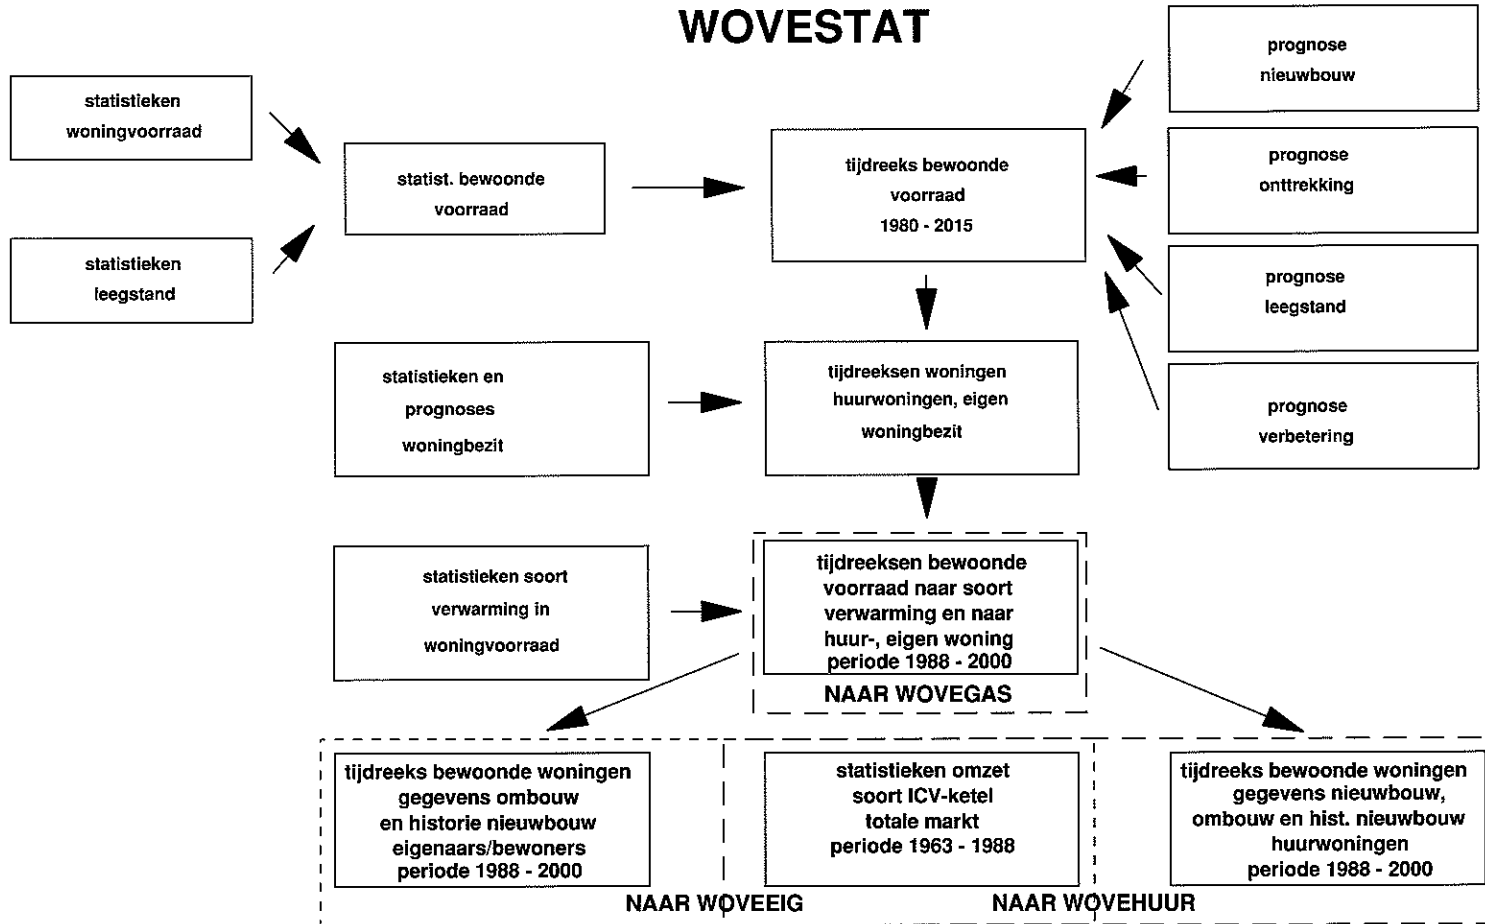 WOVESTAT
statistieken
woningvoorraad
statistieken
leegstand
statist. bewoonde
voorraad
tijdreeks bewoonde
voorraad
1980 - 2015
prognose
nieuwbouw
prognose
onttrekking
prognose
leegstand
prognose
verbetering
statistieken en
prognoses
woningbezit
tijdreeksen woningen
huurwoningen, eigen
woningbezit
statistieken soort
verwarming in
woningvoorraad
tijdreeksen bewoonde
voorraad naar soort
verwarming en naar
huur-, eigen woning
periode 1988 - 2000
NAAR WOVEGAS
tijdreeks bewoonde woningen
gegevens ombouw
en historie nieuwbouw
eigenaars/bewoners
periode 1988 - 2000
statistieken omzet
soort ICV-ketel
totale markt
periode 1963 - 1988
tijdreeks bewoonde woningen
gegevens nieuwbouw,
ombouw en hist. nieuwbouw
huurwoningen
periode 1988 - 2000
NAAR WOVEEIG
NAAR WOVEHUUR